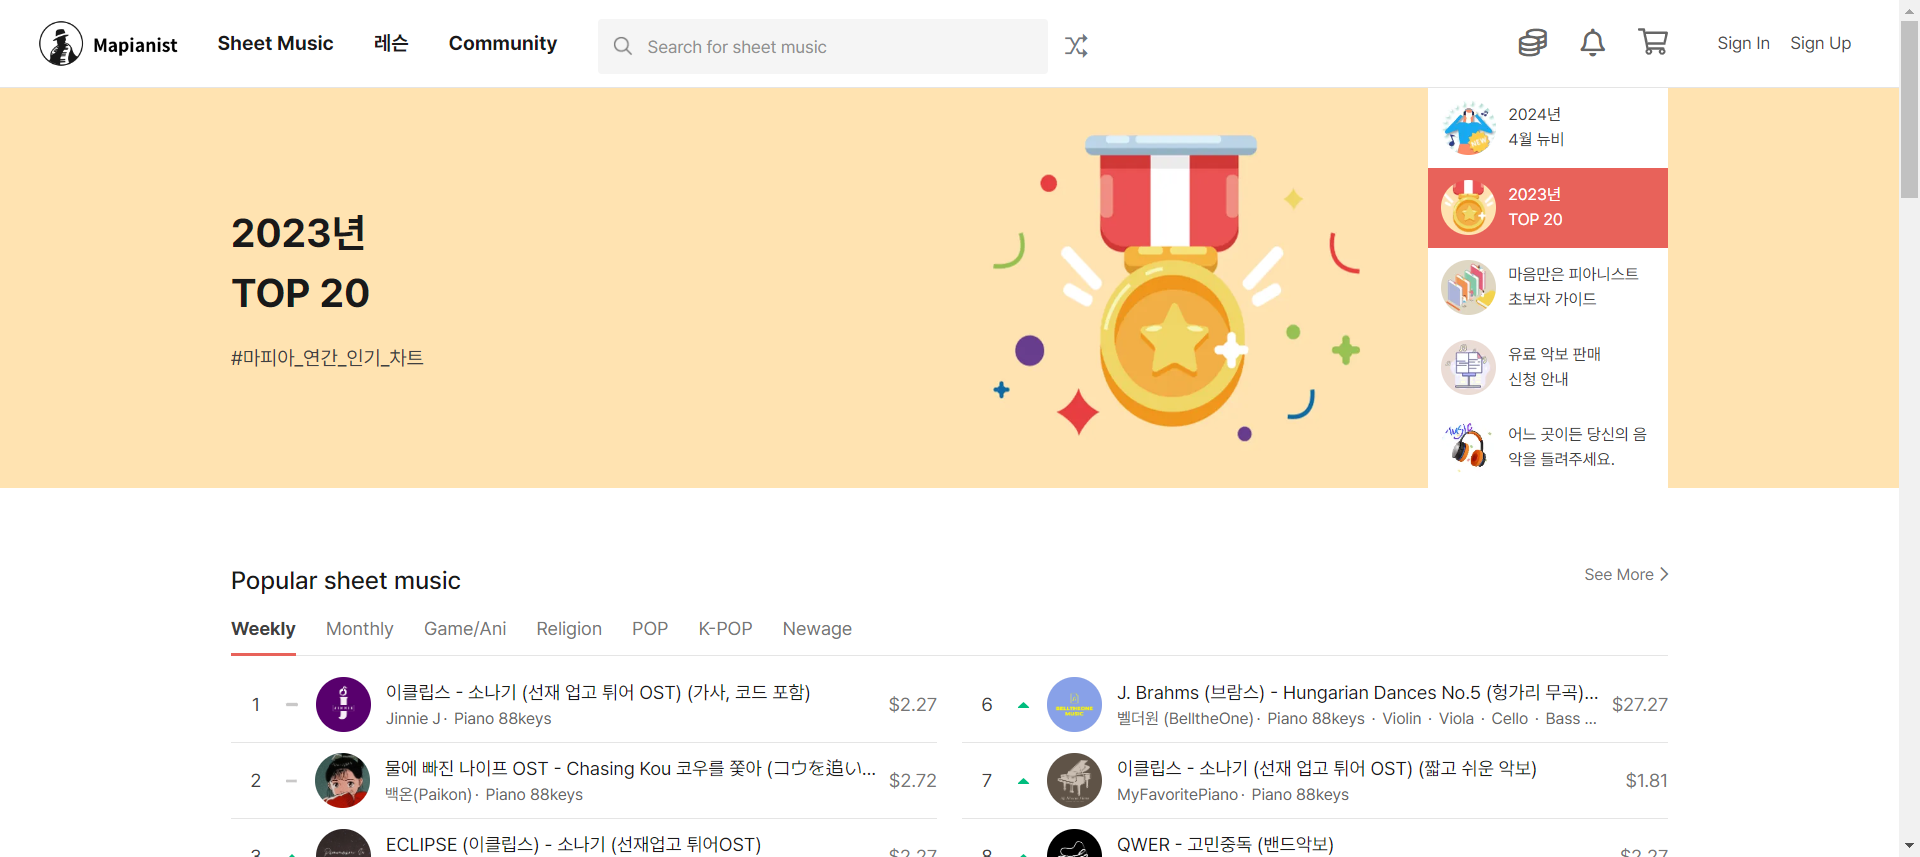 Mapianist
Sheet Music
레슨
Community
Search for sheet music
Sign In
Sign Up
2023년
TOP 20
#마피아_연간_인기_차트
2024년
4월 뉴비
2023년
TOP 20
마음만은 피아니스트
초보자 가이드
유료 악보 판매
신청 안내
어느 곳이든 당신의 음
악을 들려주세요.
Popular sheet music
See More
Weekly
Monthly
Game/Ani
Religion
POP
K-POP
Newage
1
이클립스 - 소나기 (선재 업고 튀어 OST) (가사, 코드 포함)
$2.27
Jinnie J · Piano 88keys
2
물에 빠진 나이프 OST - Chasing Kou 코우를 쫓아 (コウを追い...
$2.72
백온(Paikon) · Piano 88keys
3
ECLIPSE (이클립스) - 소나기 (선재업고 튀어OST)
$2.27
6
J. Brahms (브람스) - Hungarian Dances No.5 (헝가리 무곡)...
$27.27
벨더원 (BelltheOne) · Piano 88keys · Violin · Viola · Cello · Bass ...
7
이클립스 - 소나기 (선재 업고 튀어 OST) (짧고 쉬운 악보)
$1.81
MyFavoritePiano · Piano 88keys
8
QWER - 고민중독 (밴드악보)
$2.27